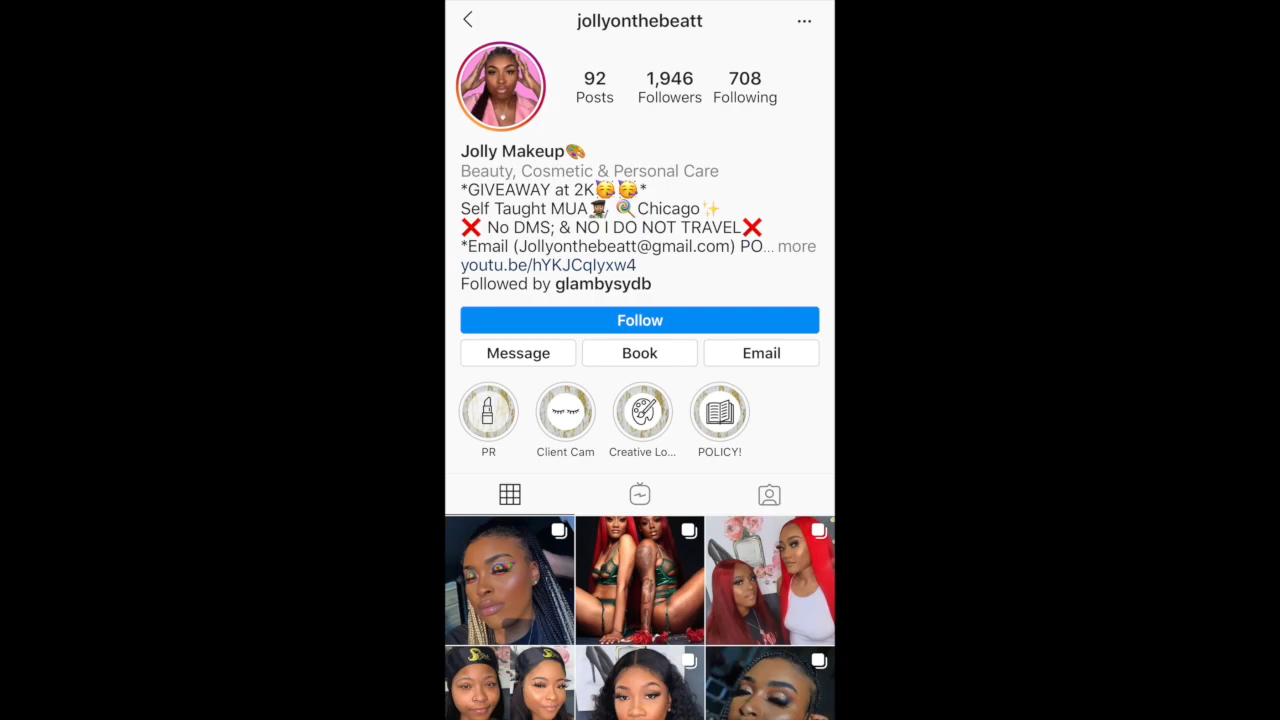 jollyonthebeatt
92
1,946
708
Posts
Followers
Following
Jolly Makeup🎨
Beauty, Cosmetic & Personal Care
*GIVEAWAY at 2K🥳🥳*
Self Taught MUA👩🏽‍🎓 🍭Chicago✨
❌ No DMS; & NO I DO NOT TRAVEL❌
*Email (Jollyonthebeatt@gmail.com) PO... more
youtu.be/hYKJCqIyxw4
Followed by glambysydb
Follow
Message
Book
Email
PR
Client Cam
Creative Lo...
POLICY!